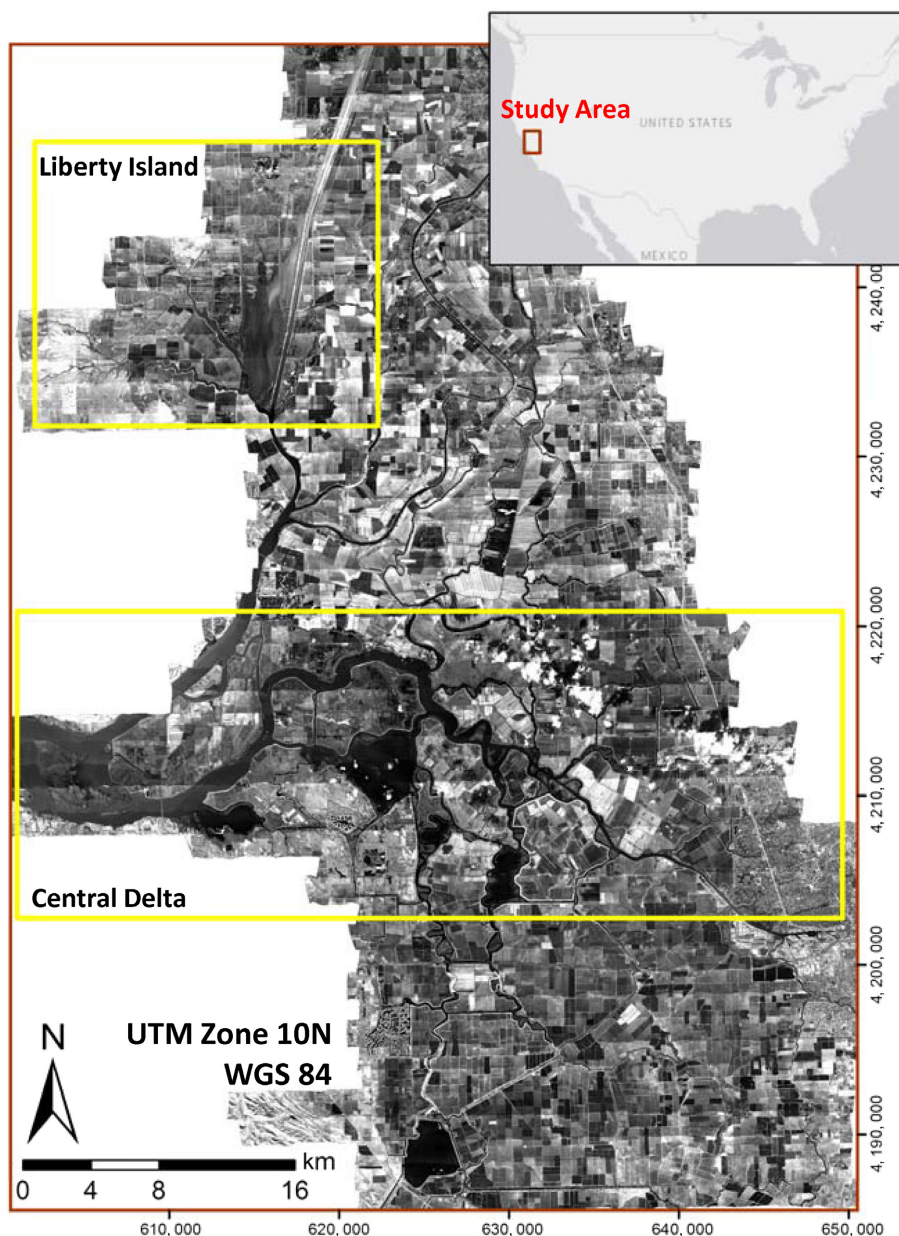 Study Area
UNITED STATES
MÉXICO
Liberty Island
4, 240, 00
4, 230, 000
4, 220, 000
4, 210, 000
4, 200, 000
4, 190, 000
Central Delta
N
UTM Zone 10N
WGS 84
km
0 4 8 16
610, 000 620, 000 630, 000 640, 000 650, 000